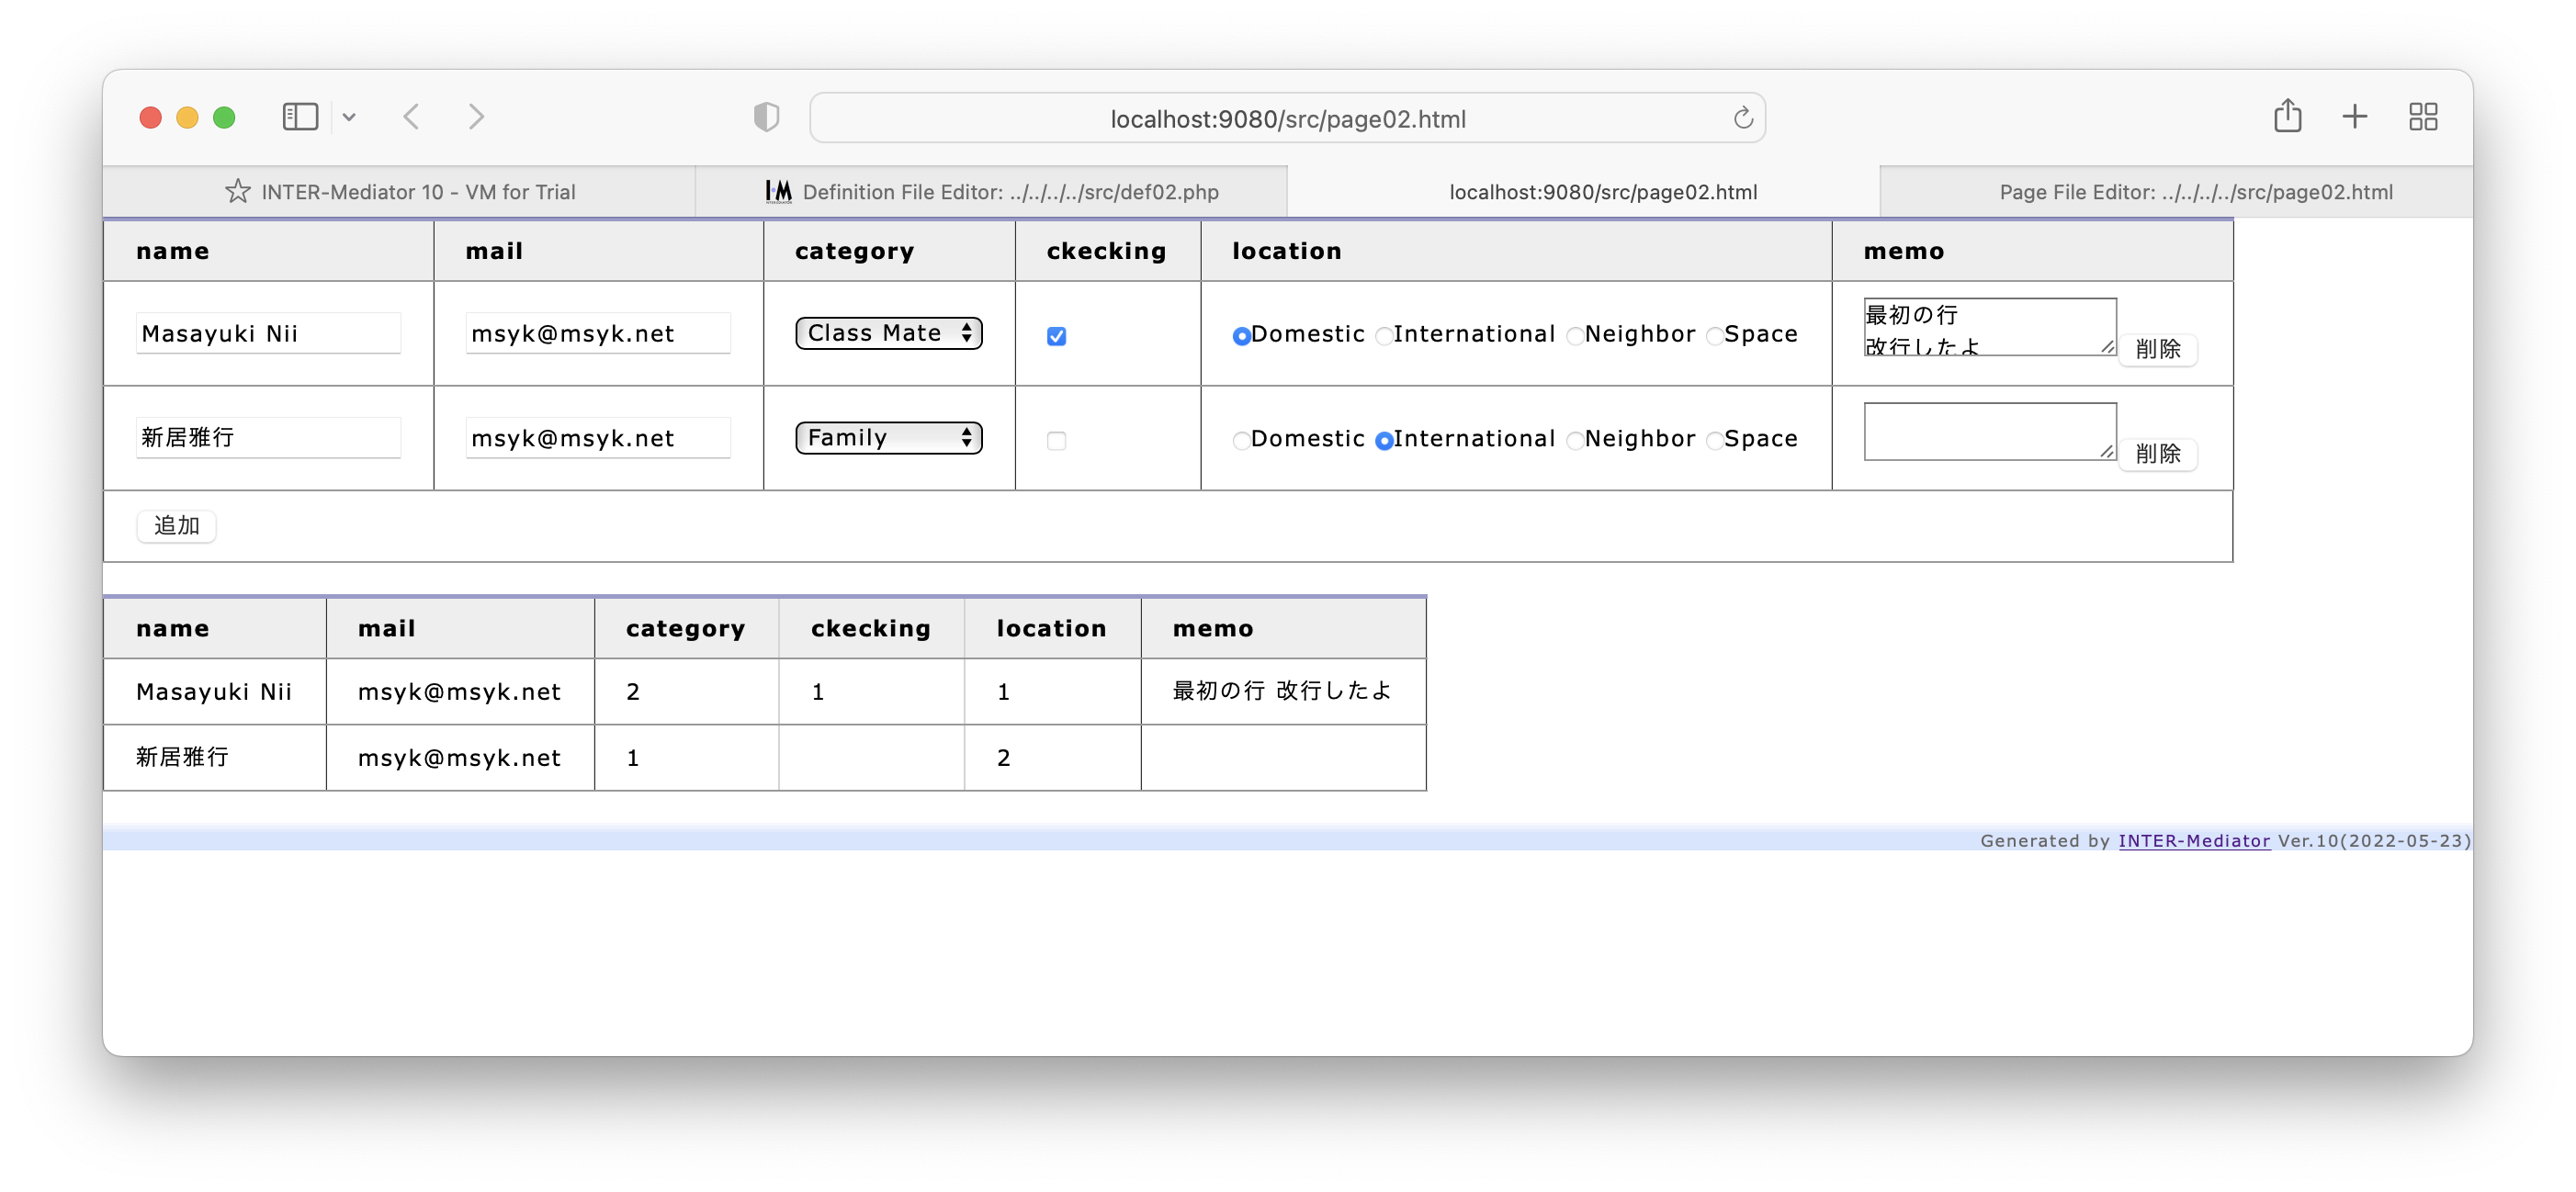 localhost:9080/src/page02.html
INTER-Mediator 10 - VM for Trial
I·M Definition File Editor: ../../../../src/def02.php
localhost:9080/src/page02.html
Page File Editor: ../../../../src/page02.html
name mail category ckecking location memo
Masayuki Nii msyk@msyk.net Class Mate Domestic International Neighbor Space 最初の行
改行したよ 削除
新居雅行 msyk@msyk.net Family Domestic International Neighbor Space 削除
追加
name mail category ckecking location memo
Masayuki Nii msyk@msyk.net 2 1 1 最初の行 改行したよ
新居雅行 msyk@msyk.net 1 2
Generated by INTER-Mediator Ver.10(2022-05-23)